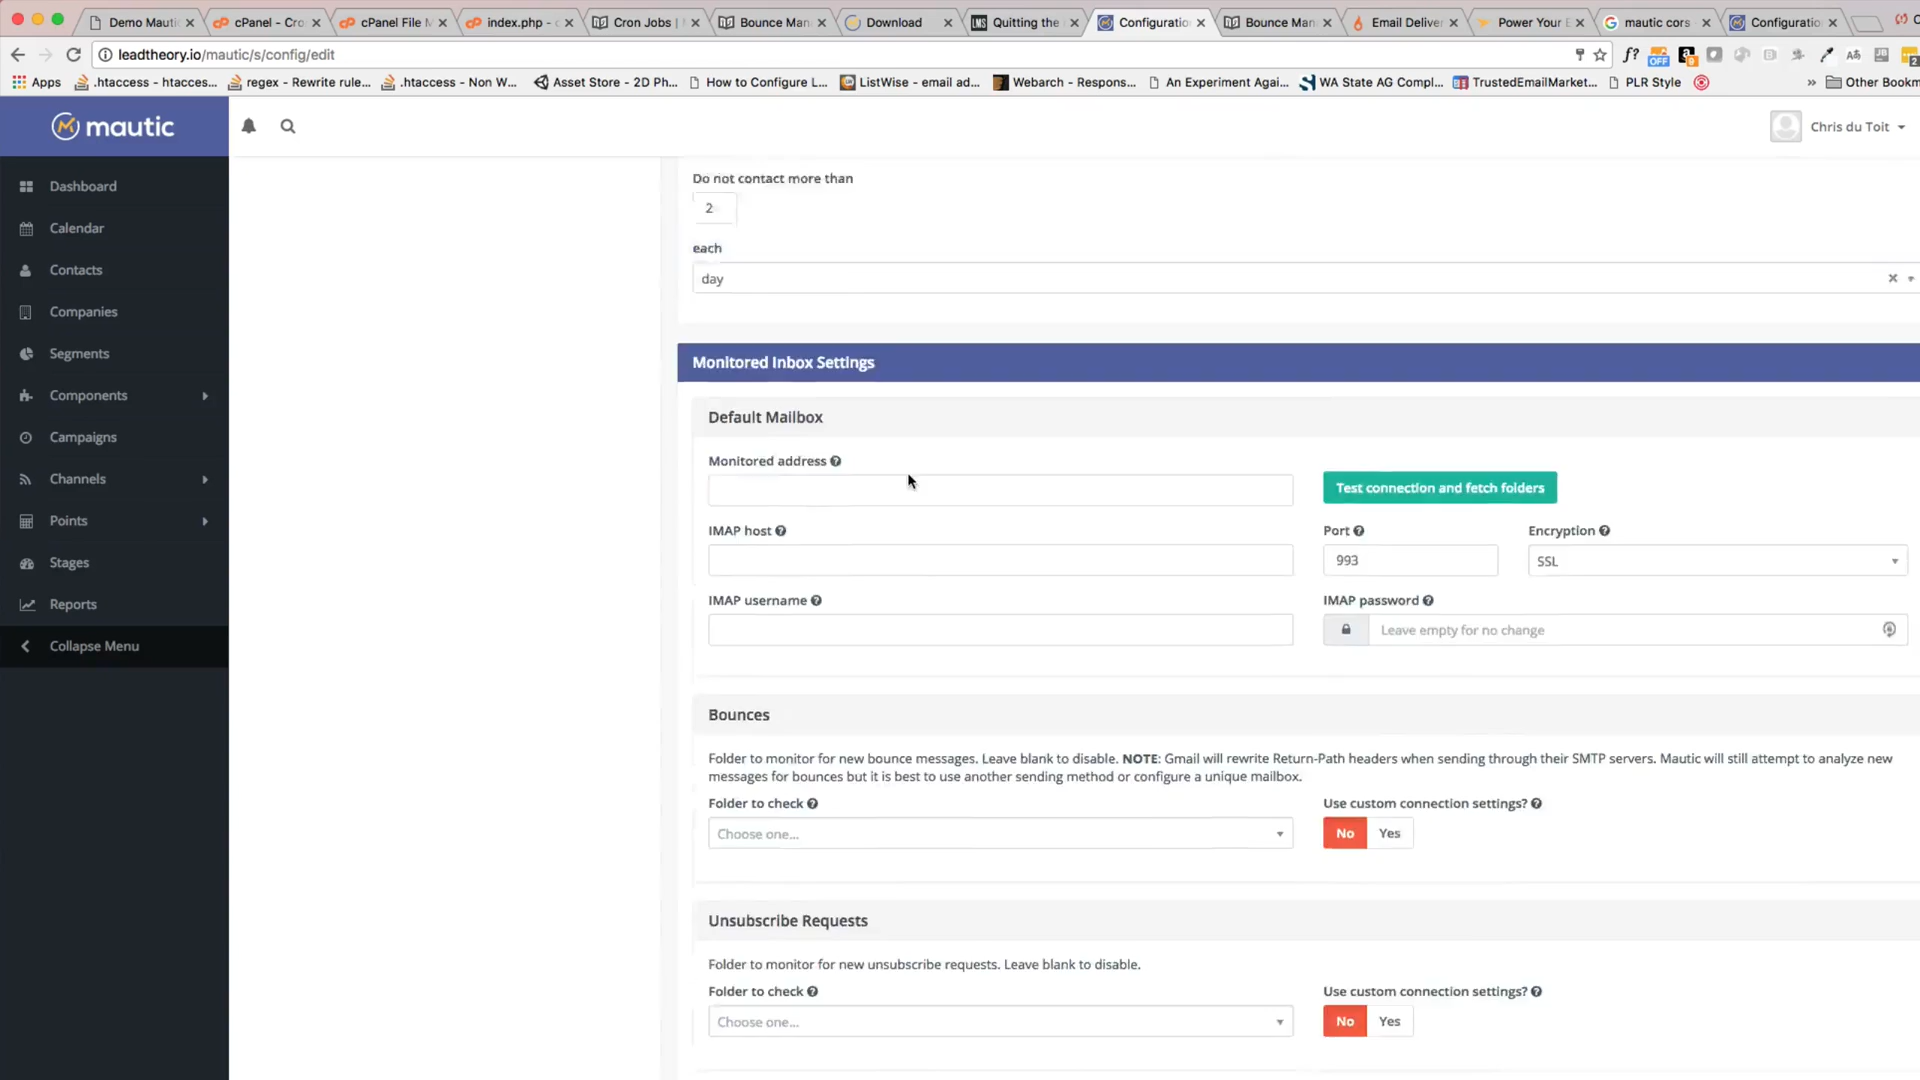 Demo Mauti
cPanel - Cro
cPanel File M
index.php - c
Cron Jobs |
Bounce Man
Download
Quitting the
Configuratio
Bounce Man
Email Deliver
Power Your E
mautic cors
Configuratio
leadtheory.io/mautic/s/config/edit
Apps
.htaccess - htacces...
regex - Rewrite rule...
.htaccess - Non W...
Asset Store - 2D Ph...
How to Configure L...
ListWise - email ad...
Webarch - Respons...
An Experiment Agai...
WA State AG Compl...
TrustedEmailMarket...
PLR Style
Other Bookm
mautic
Chris du Toit
Dashboard
Calendar
Contacts
Companies
Segments
Components
Campaigns
Channels
Points
Stages
Reports
Collapse Menu
Do not contact more than
2
each
day
Monitored Inbox Settings
Default Mailbox
Monitored address
Test connection and fetch folders
IMAP host
Port
Encryption
993
SSL
IMAP username
IMAP password
Leave empty for no change
Bounces
Folder to monitor for new bounce messages. Leave blank to disable. NOTE: Gmail will rewrite Return-Path headers when sending through their SMTP servers. Mautic will still attempt to analyze new
messages for bounces but it is best to use another sending method or configure a unique mailbox.
Folder to check
Use custom connection settings?
Choose one...
No Yes
Unsubscribe Requests
Folder to monitor for new unsubscribe requests. Leave blank to disable.
Folder to check
Use custom connection settings?
Choose one...
No Yes